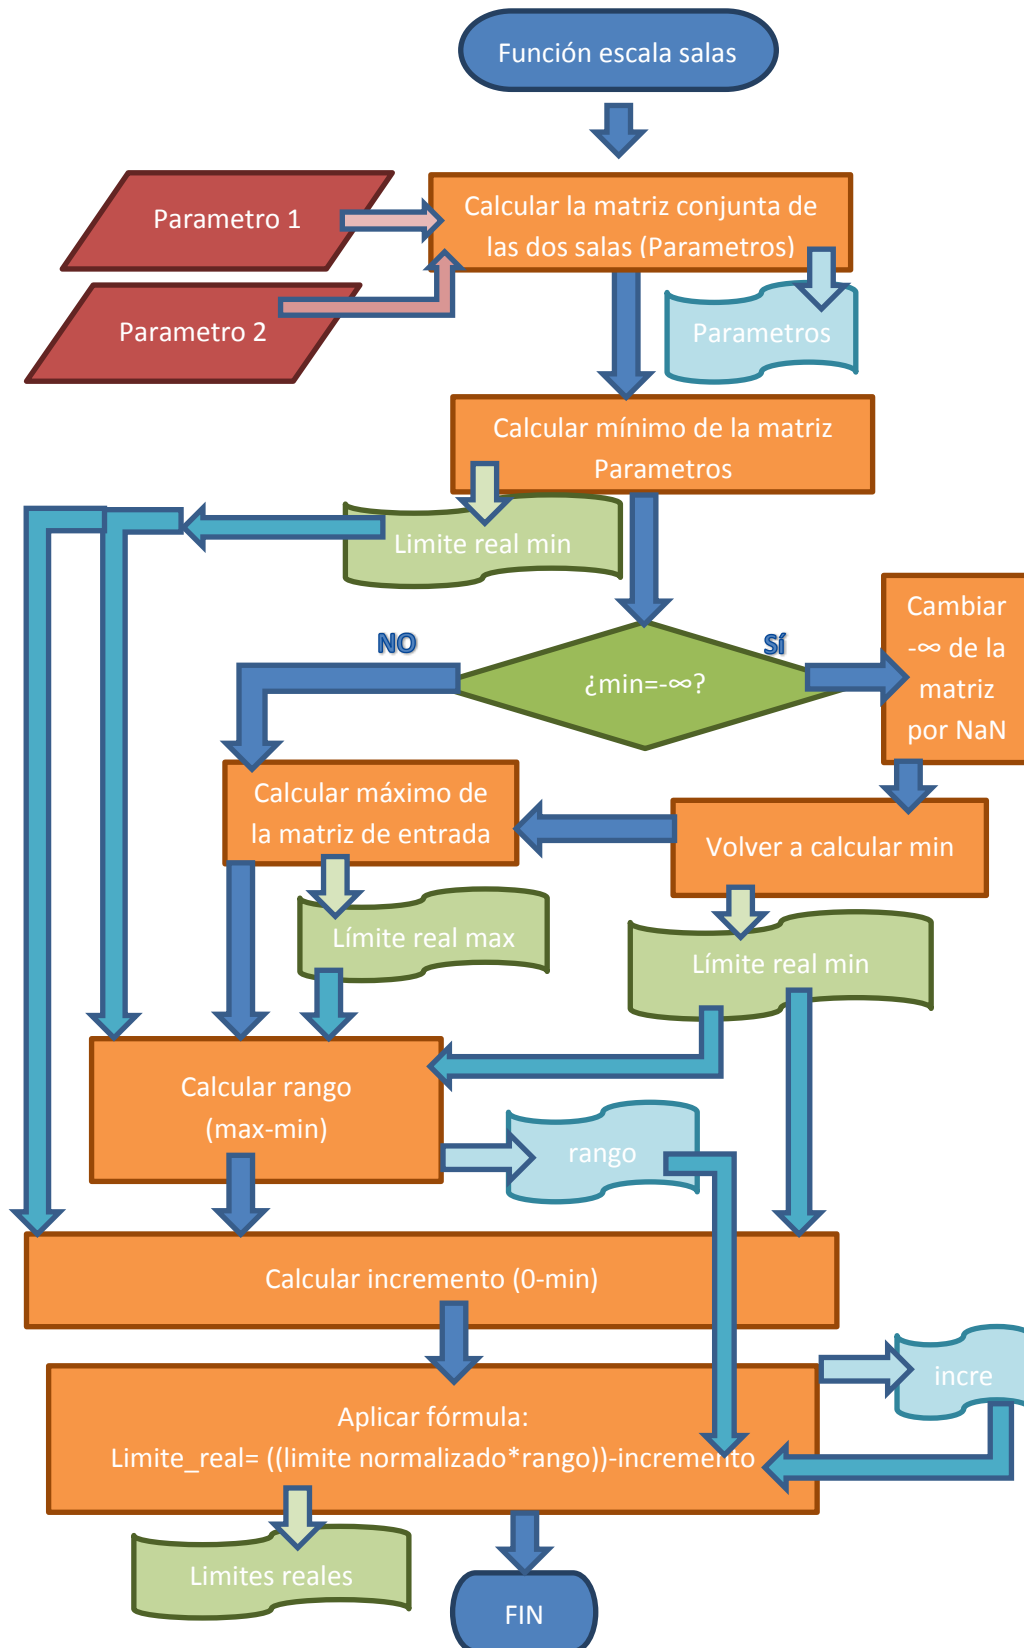 Función escala salas
Parametro 1
Calcular la matriz conjunta de
las dos salas (Parametros)
Parametro 2
Parametros
Calcular mínimo de la matriz
Parametros
Limite real min
NO
Sí
¿min=-∞?
Cambiar
-∞ de la
matriz
por NaN
Calcular máximo de
la matriz de entrada
Volver a calcular min
Límite real max
Límite real min
Calcular rango
(max-min)
rango
Calcular incremento (0-min)
incre
Aplicar fórmula:
Limite_real= ((limite normalizado*rango))-incremento
Limites reales
FIN